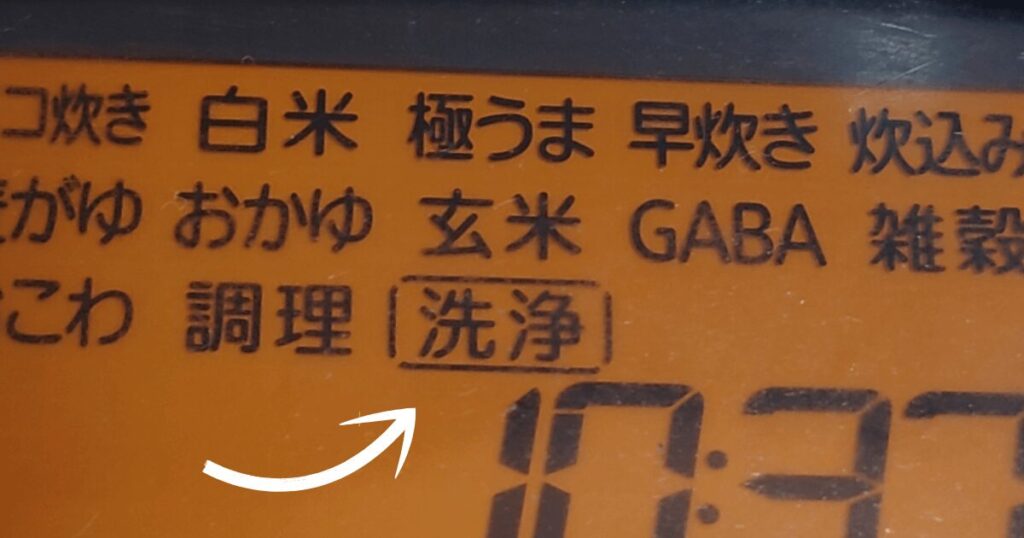 コ炊き 白米 極うま 早炊き 炊込み
がゆ おかゆ 玄米 GABA 雑穀
こわ 調理 洗浄
10:37